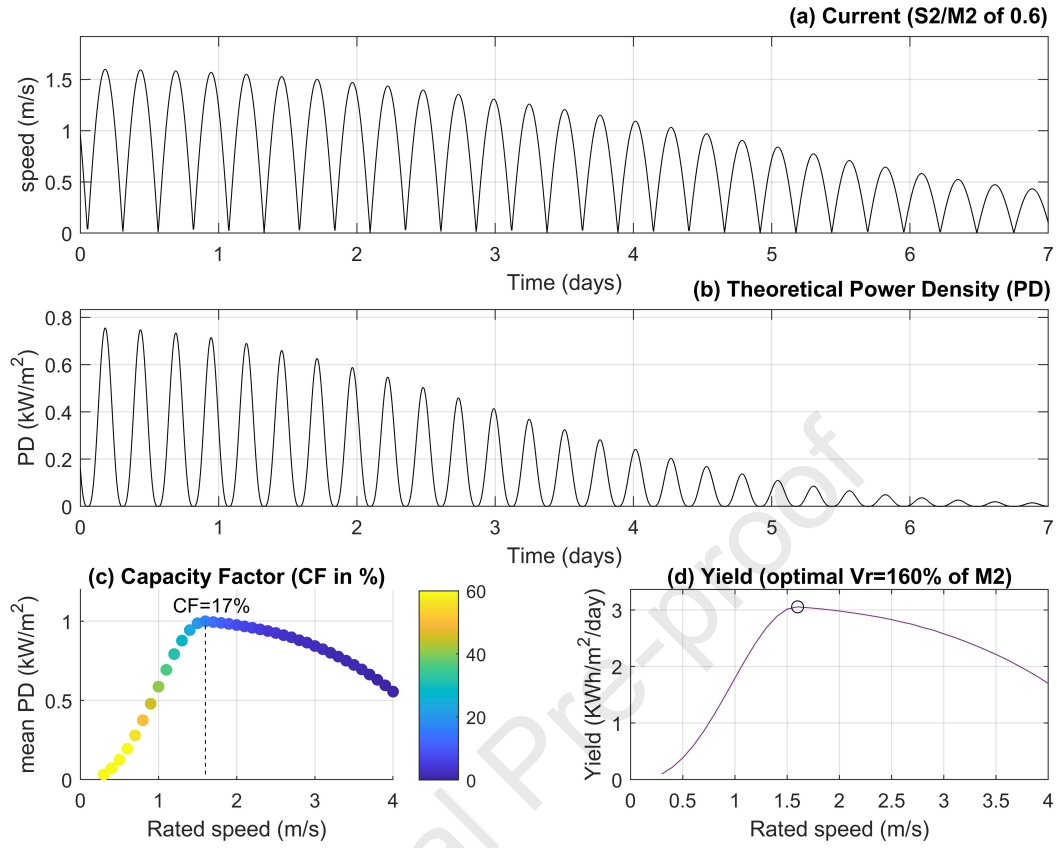 (a) Current (S2/M2 of 0.6)
speed (m/s)
1.5
1
0.5
0
0 1 2 3 4 5 6 7
Time (days)
(b) Theoretical Power Density (PD)
PD (kW/m²)
0.8
0.6
0.4
0.2
0
0 1 2 3 4 5 6 7
Time (days)
(c) Capacity Factor (CF in %)
CF=17%
mean PD (kW/m²)
1
0.5
0
0 1 2 3 4
Rated speed (m/s)
60
40
20
0
(d) Yield (optimal Vr=160% of M2)
Yield (KWh/m²/day)
3
2
1
0
0 0.5 1 1.5 2 2.5 3 3.5 4
Rated speed (m/s)
al Pre-proof